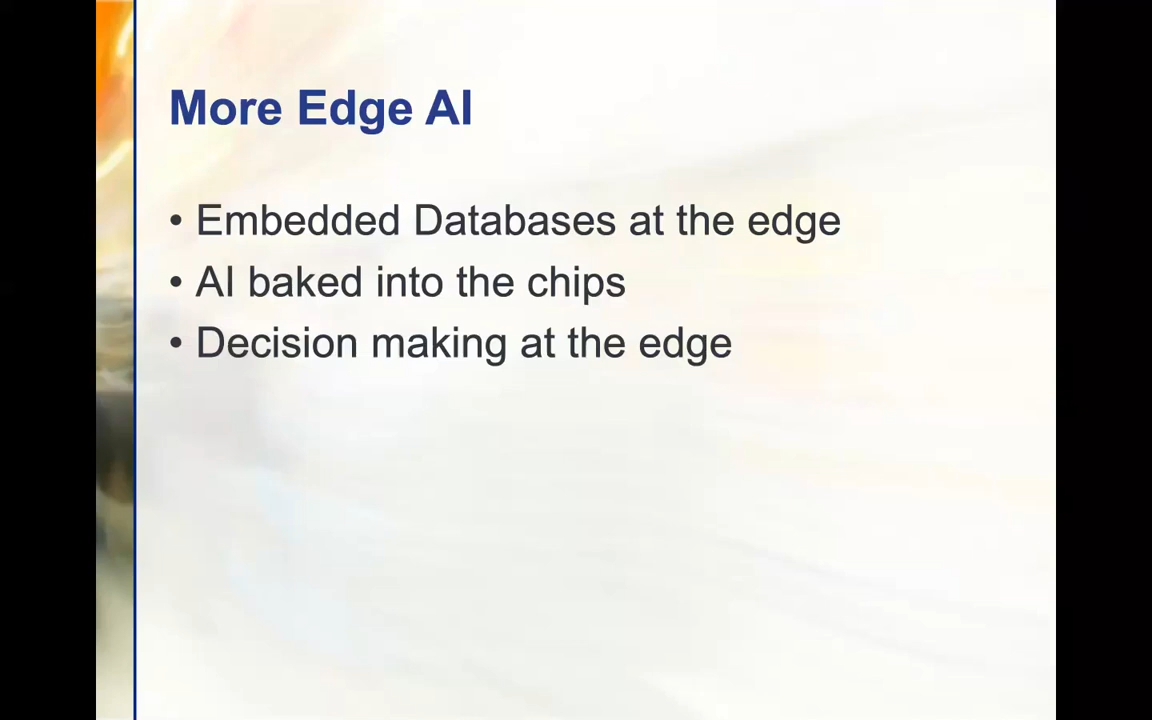 More Edge AI
• Embedded Databases at the edge
• AI baked into the chips
• Decision making at the edge